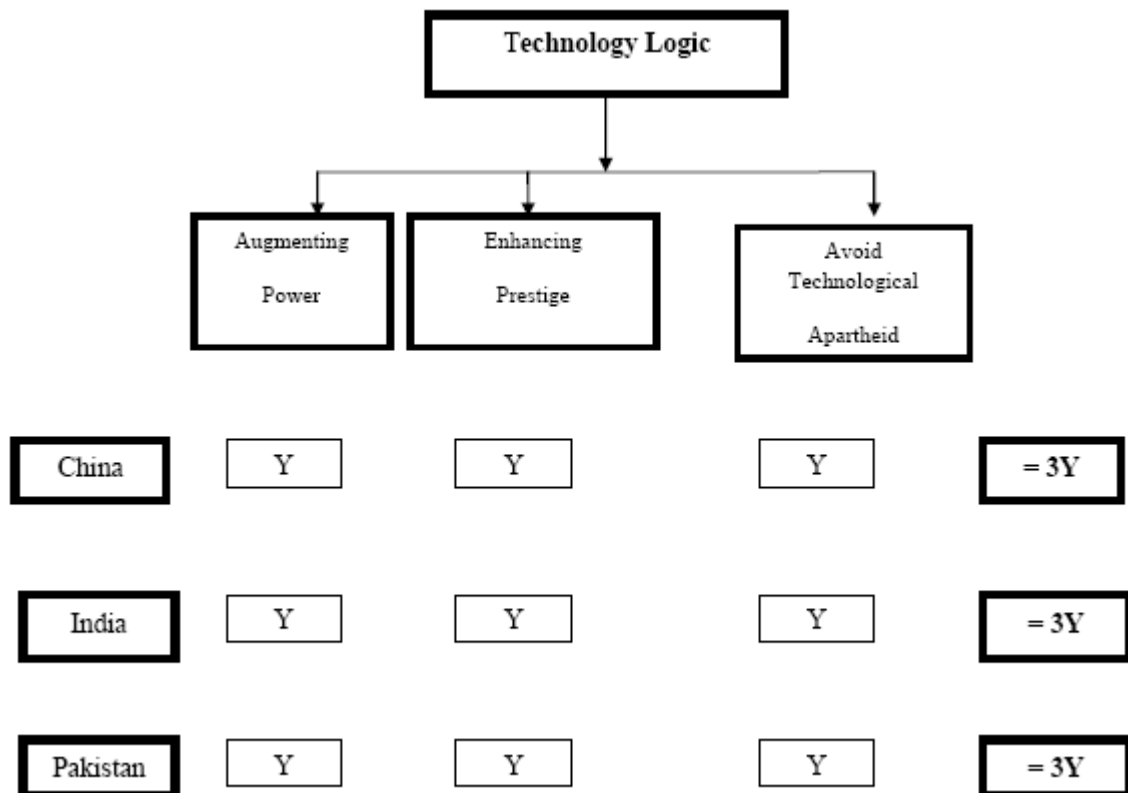 Technology Logic
Augmenting
Power
Enhancing
Prestige
Avoid
Technological
Apartheid
China
Y
Y
Y
= 3Y
India
Y
Y
Y
= 3Y
Pakistan
Y
Y
Y
= 3Y